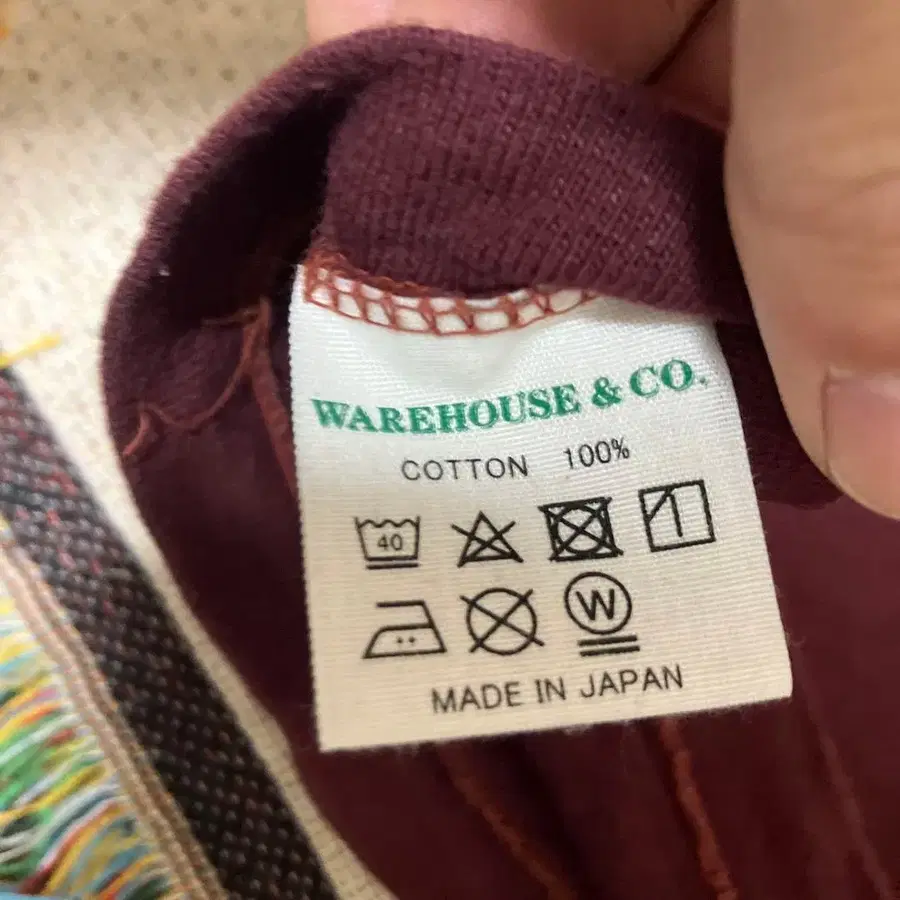 WAREHOUSE & CO.
COTTON 100%
40
W
MADE IN JAPAN